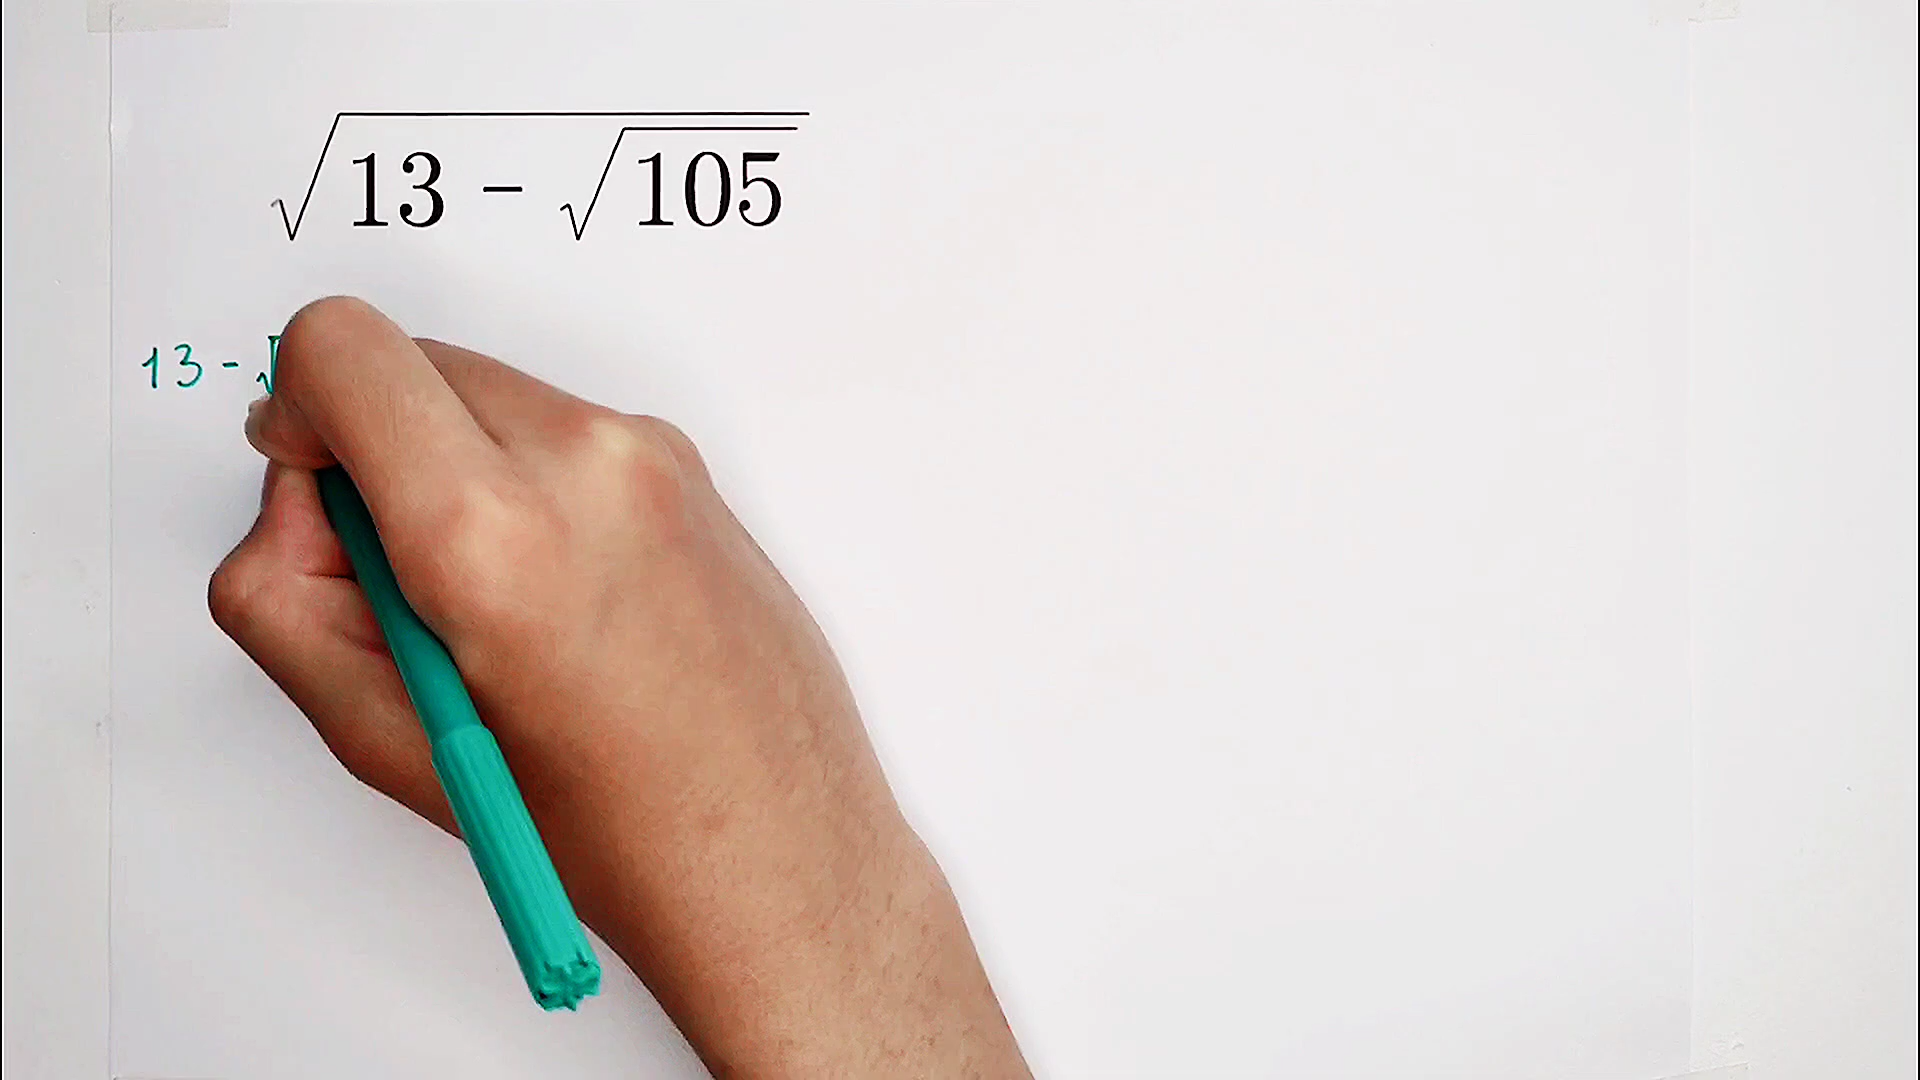 √(13 - √105)
13 - √